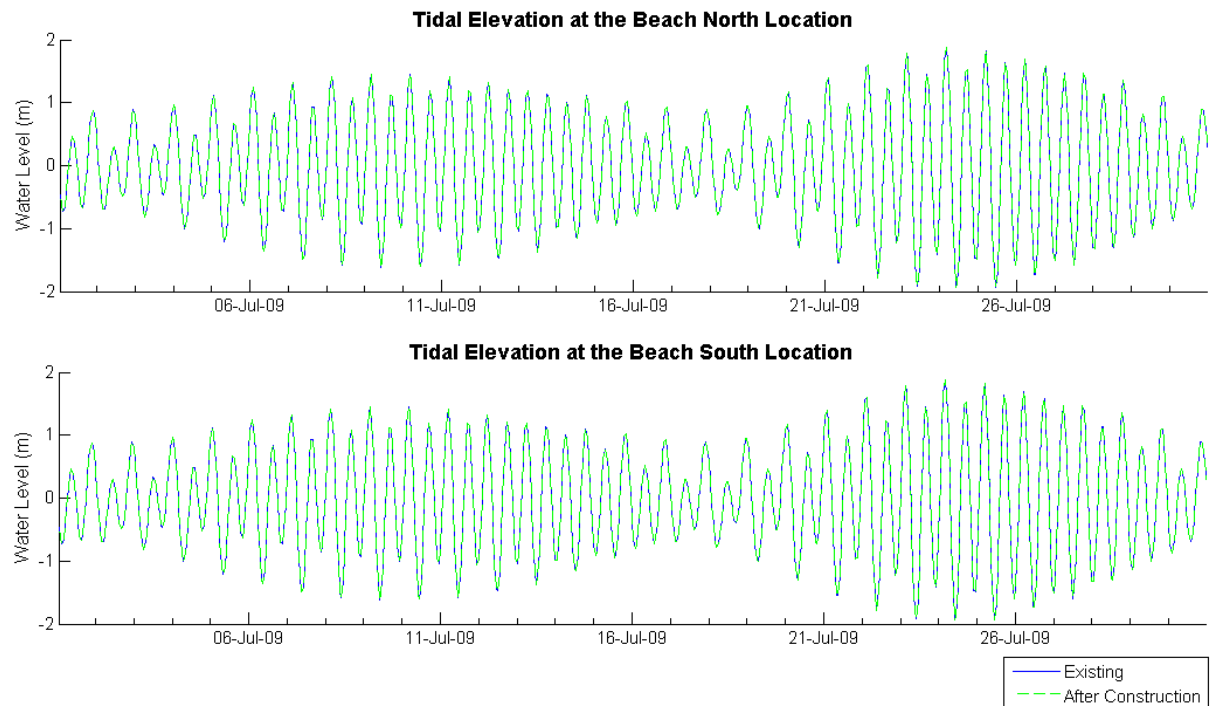 Tidal Elevation at the Beach North Location
2
1
0
-1
-2
Water Level (m)
06-Jul-09 11-Jul-09 16-Jul-09 21-Jul-09 26-Jul-09
Tidal Elevation at the Beach South Location
2
1
0
-1
-2
Water Level (m)
06-Jul-09 11-Jul-09 16-Jul-09 21-Jul-09 26-Jul-09
Existing
After Construction